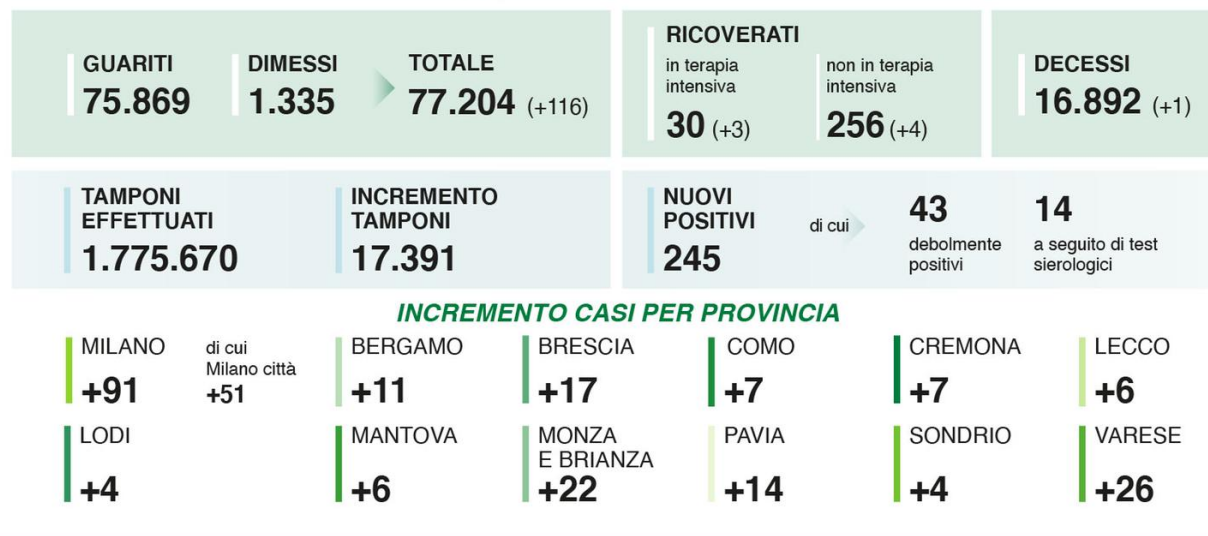 GUARITI
75.869
DIMESSI
1.335
TOTALE
77.204 (+116)
RICOVERATI
in terapia
intensiva
30 (+3)
non in terapia
intensiva
256 (+4)
DECESSI
16.892 (+1)
TAMPONI
EFFETTUATI
1.775.670
INCREMENTO
TAMPONI
17.391
NUOVI
POSITIVI
245
di cui
43
debolmente
positivi
14
a seguito di test
sierologici
INCREMENTO CASI PER PROVINCIA
MILANO
+91
di cui
Milano città
+51
BERGAMO
+11
BRESCIA
+17
COMO
+7
CREMONA
+7
LECCO
+6
LODI
+4
MANTOVA
+6
MONZA
E BRIANZA
+22
PAVIA
+14
SONDRIO
+4
VARESE
+26